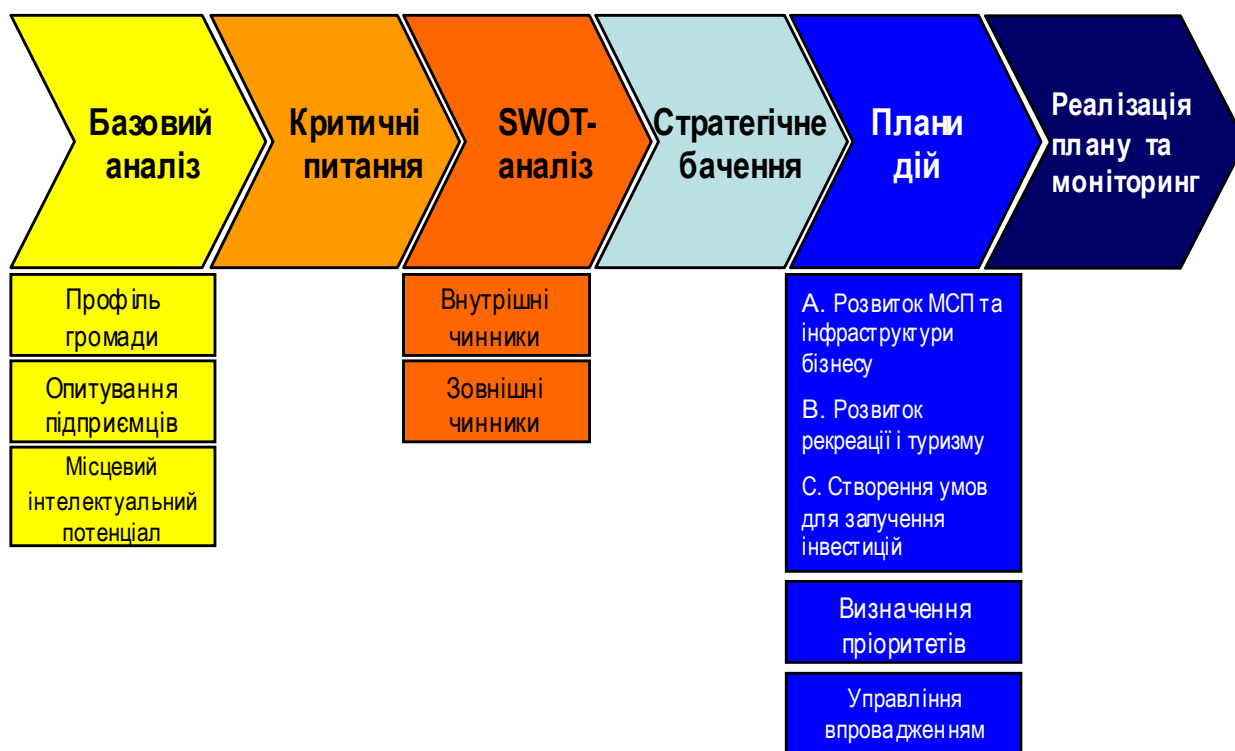 Базовий
аналіз
Критичні
питання
SWOT-
аналіз
Стратегічне
бачення
Плани
дій
Реалізація
плану та
моніторинг
Профіль
громади
Опитування
підприємців
Місцевий
інтелектуальний
потенціал
Внутрішні
чинники
Зовнішні
чинники
А. Розвиток МСП та
інфраструктури
бізнесу
В. Розвиток
рекреації і туризму
С. Створення умов
для запучення
інвестицій
Визначення
пріоритетів
Управління
впровадженням